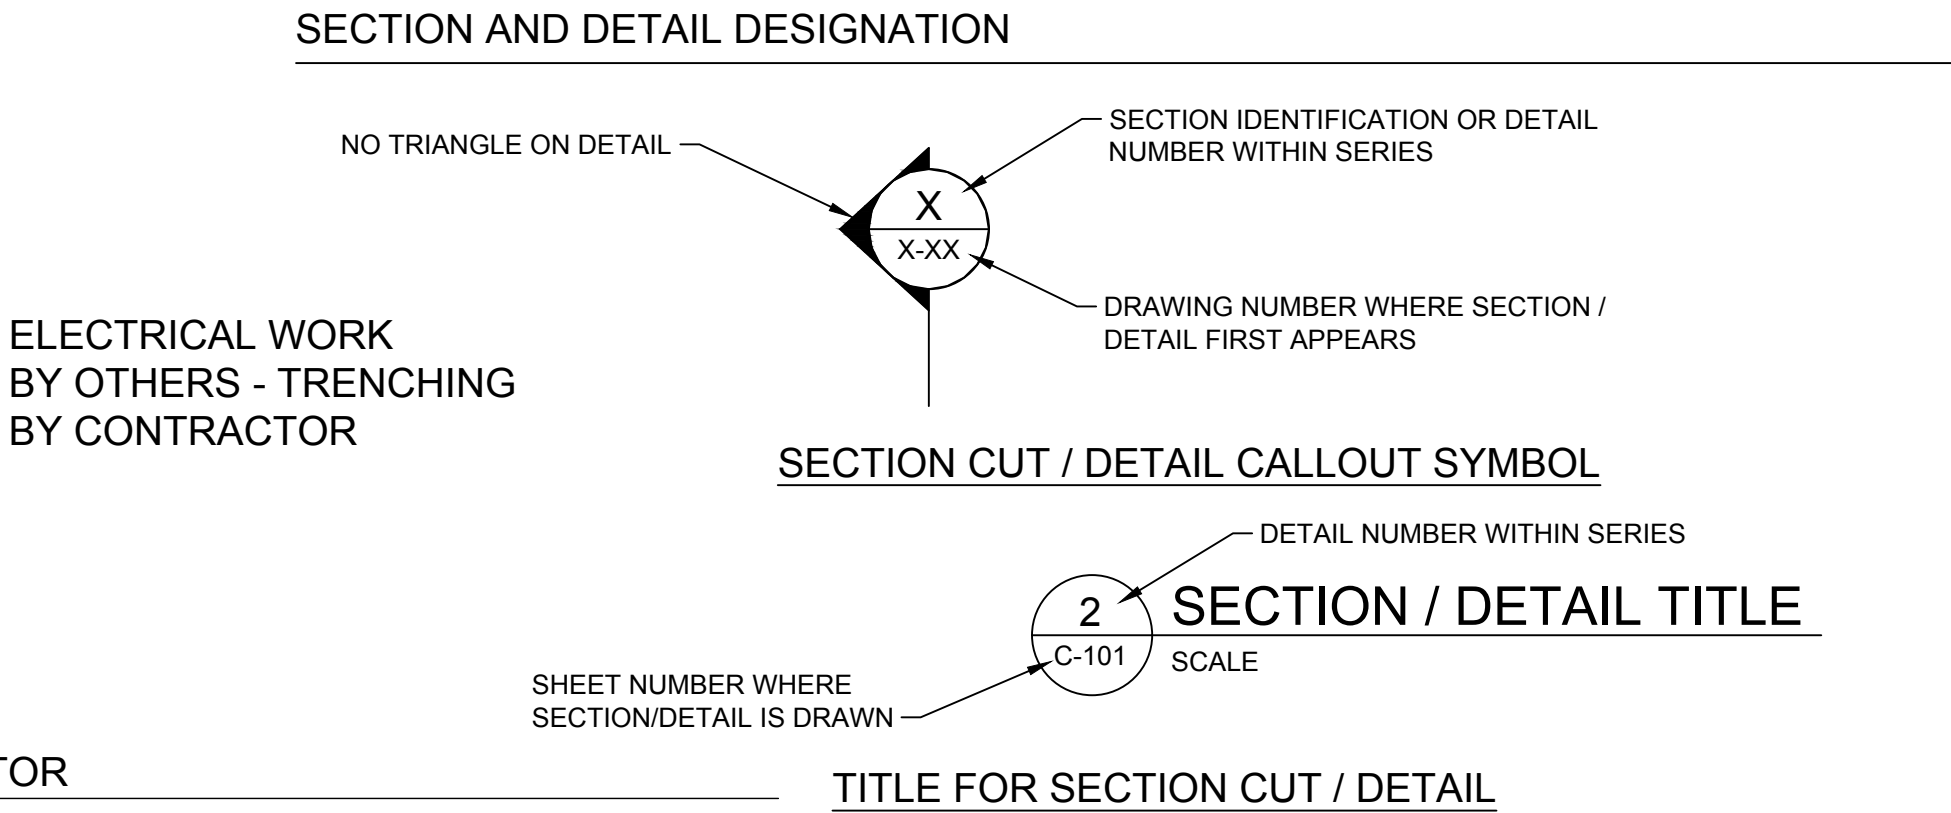 SECTION AND DETAIL DESIGNATION
NO TRIANGLE ON DETAIL
SECTION IDENTIFICATION OR DETAIL
NUMBER WITHIN SERIES
X
X-XX
DRAWING NUMBER WHERE SECTION /
DETAIL FIRST APPEARS
ELECTRICAL WORK
BY OTHERS - TRENCHING
BY CONTRACTOR
SECTION CUT / DETAIL CALLOUT SYMBOL
DETAIL NUMBER WITHIN SERIES
2
SECTION / DETAIL TITLE
C-101
SCALE
SHEET NUMBER WHERE
SECTION/DETAIL IS DRAWN
TOR
TITLE FOR SECTION CUT / DETAIL